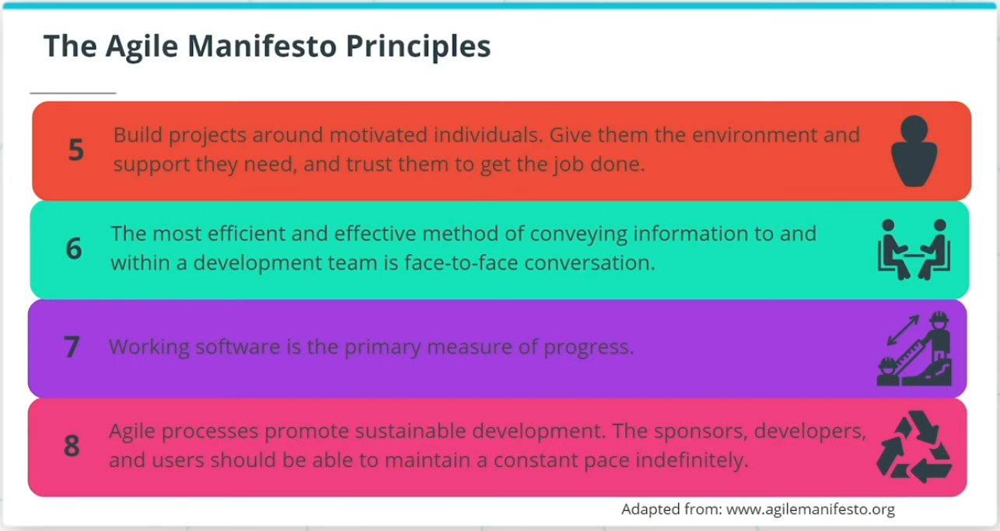 The Agile Manifesto Principles
5
Build projects around motivated individuals. Give them the environment and
support they need, and trust them to get the job done.
6
The most efficient and effective method of conveying information to and
within a development team is face-to-face conversation.
7
Working software is the primary measure of progress.
8
Agile processes promote sustainable development. The sponsors, developers,
and users should be able to maintain a constant pace indefinitely.
Adapted from: www.agilemanifesto.org